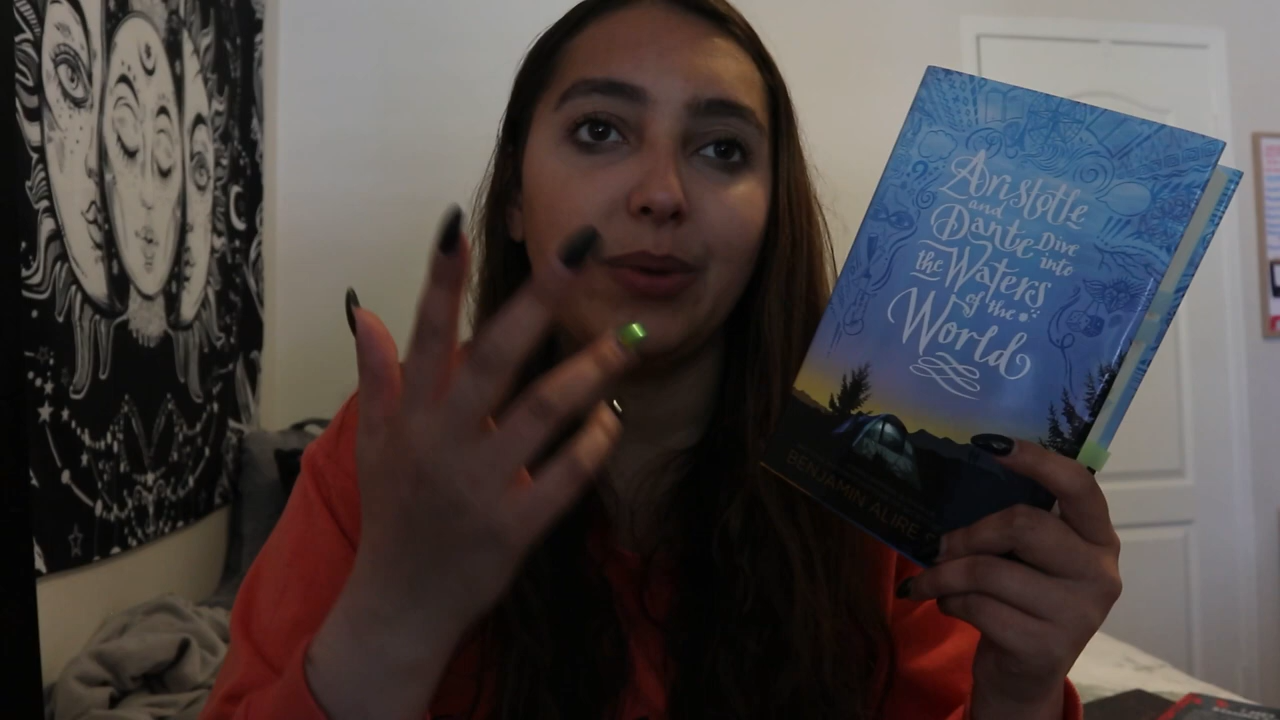 Aristotle
and
Dante Dive
into
the Waters
of the
World
BENJAMIN ALIRE S